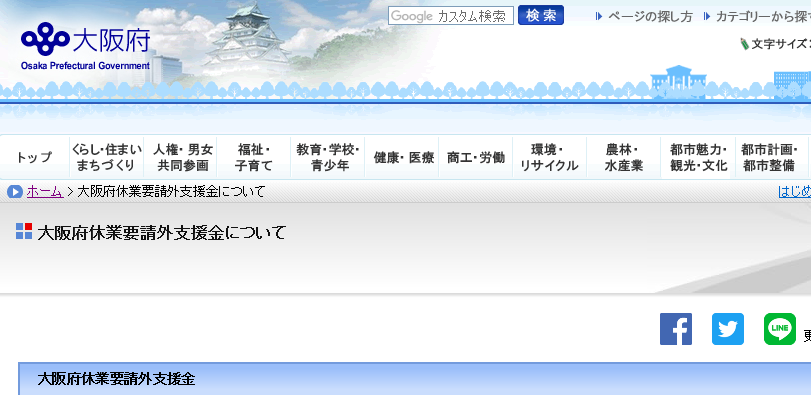 大阪府
Osaka Prefectural Government
Google カスタム検索
検索
ページの探し方
カテゴリーから探す
文字サイズ
トップ
くらし・住まい
まちづくり
人権・男女
共同参画
福祉・
子育て
教育・学校・
青少年
健康・医療
商工・労働
環境・
リサイクル
農林・
水産業
都市魅力・
観光・文化
都市計画・
都市整備
ホーム > 大阪府休業要請外支援金について
はじめ
大阪府休業要請外支援金について
LINE
大阪府休業要請外支援金